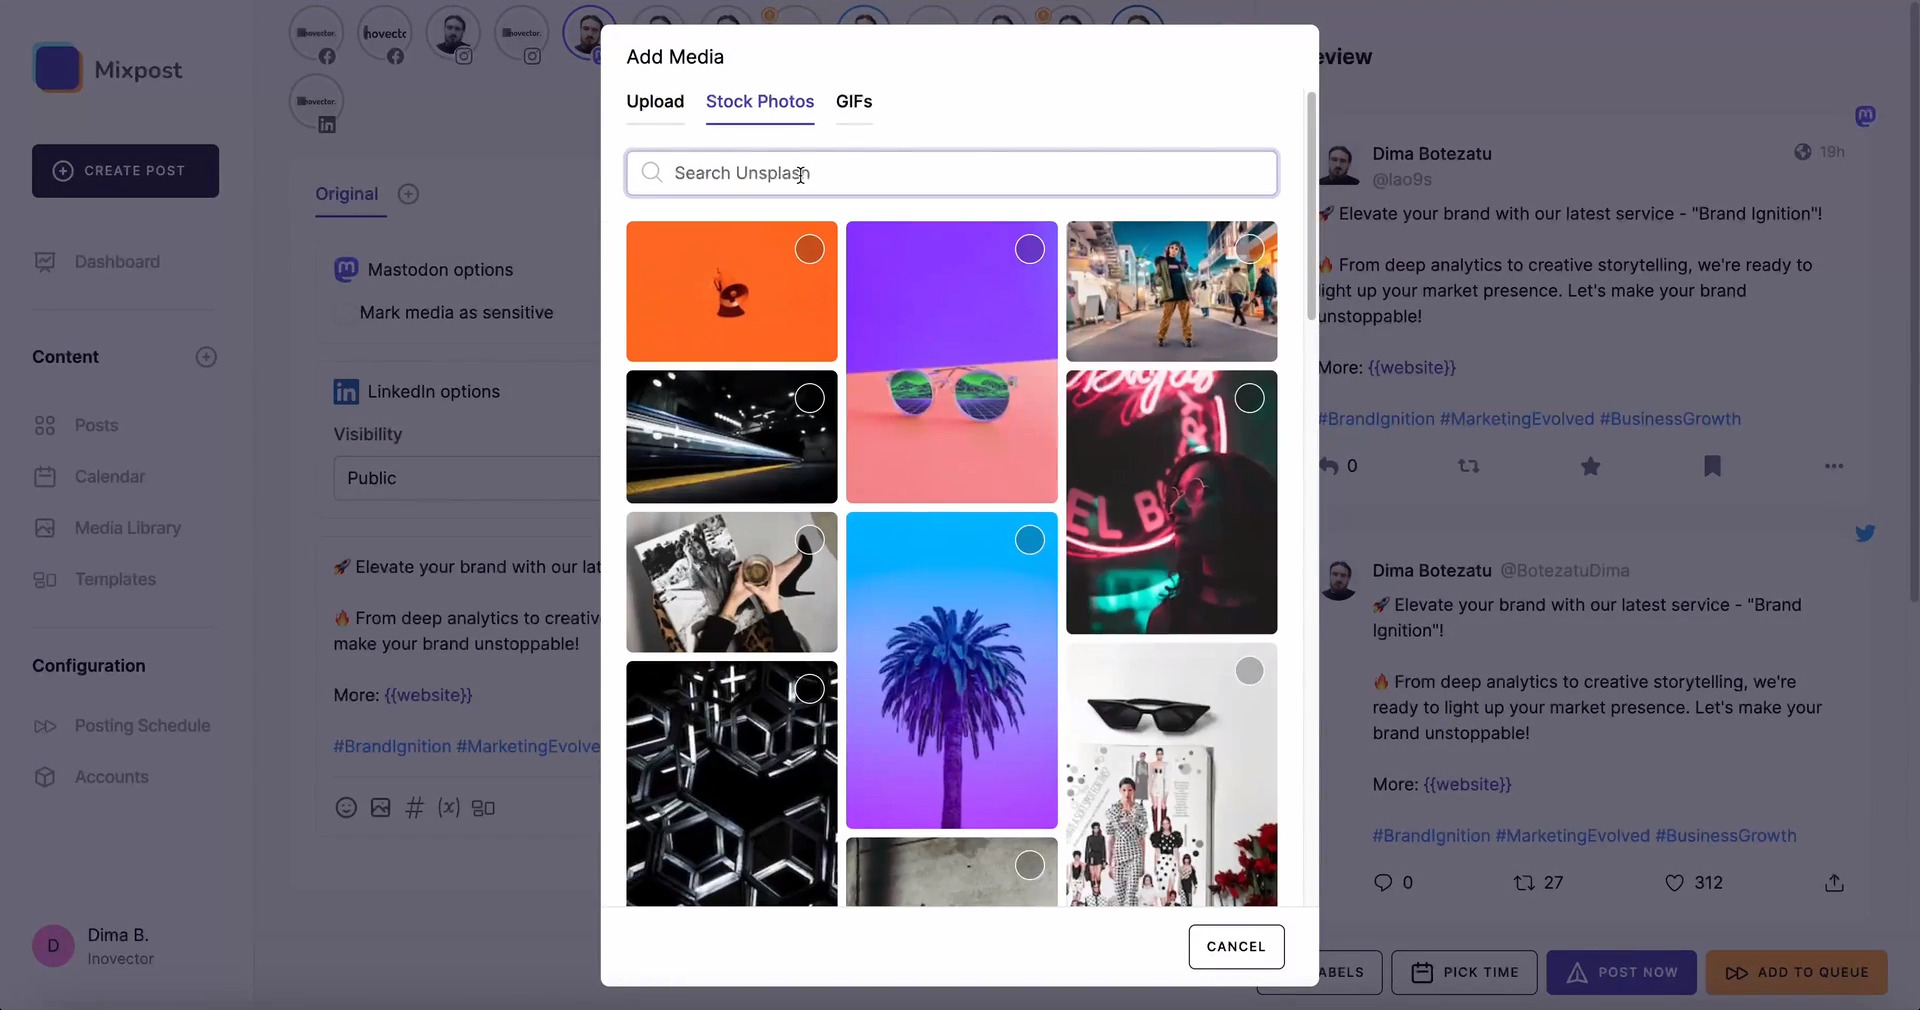 Mixpost
CREATE POST
Dashboard
Content
Posts
Calendar
Media Library
Templates
Configuration
Posting Schedule
Accounts
D
Dima B.
Inovector
Original
Mastodon options
Mark media as sensitive
LinkedIn options
Visibility
Public
🚀 Elevate your brand with our lat
🔥 From deep analytics to creativ
make your brand unstoppable!
More: {{website}}
#BrandIgnition #MarketingEvolve
Add Media
Upload
Stock Photos
GIFs
Search Unsplash
EL B
CANCEL
eview
Dima Botezatu
19h
@lao9s
🚀 Elevate your brand with our latest service - "Brand Ignition"!
🔥 From deep analytics to creative storytelling, we're ready to
light up your market presence. Let's make your brand
unstoppable!
More: {{website}}
#BrandIgnition #MarketingEvolved #BusinessGrowth
0
Dima Botezatu @BotezatuDima
🚀 Elevate your brand with our latest service - "Brand
Ignition"!
🔥 From deep analytics to creative storytelling, we're
ready to light up your market presence. Let's make your
brand unstoppable!
More: {{website}}
#BrandIgnition #MarketingEvolved #BusinessGrowth
0
27
312
ABELS
PICK TIME
POST NOW
ADD TO QUEUE